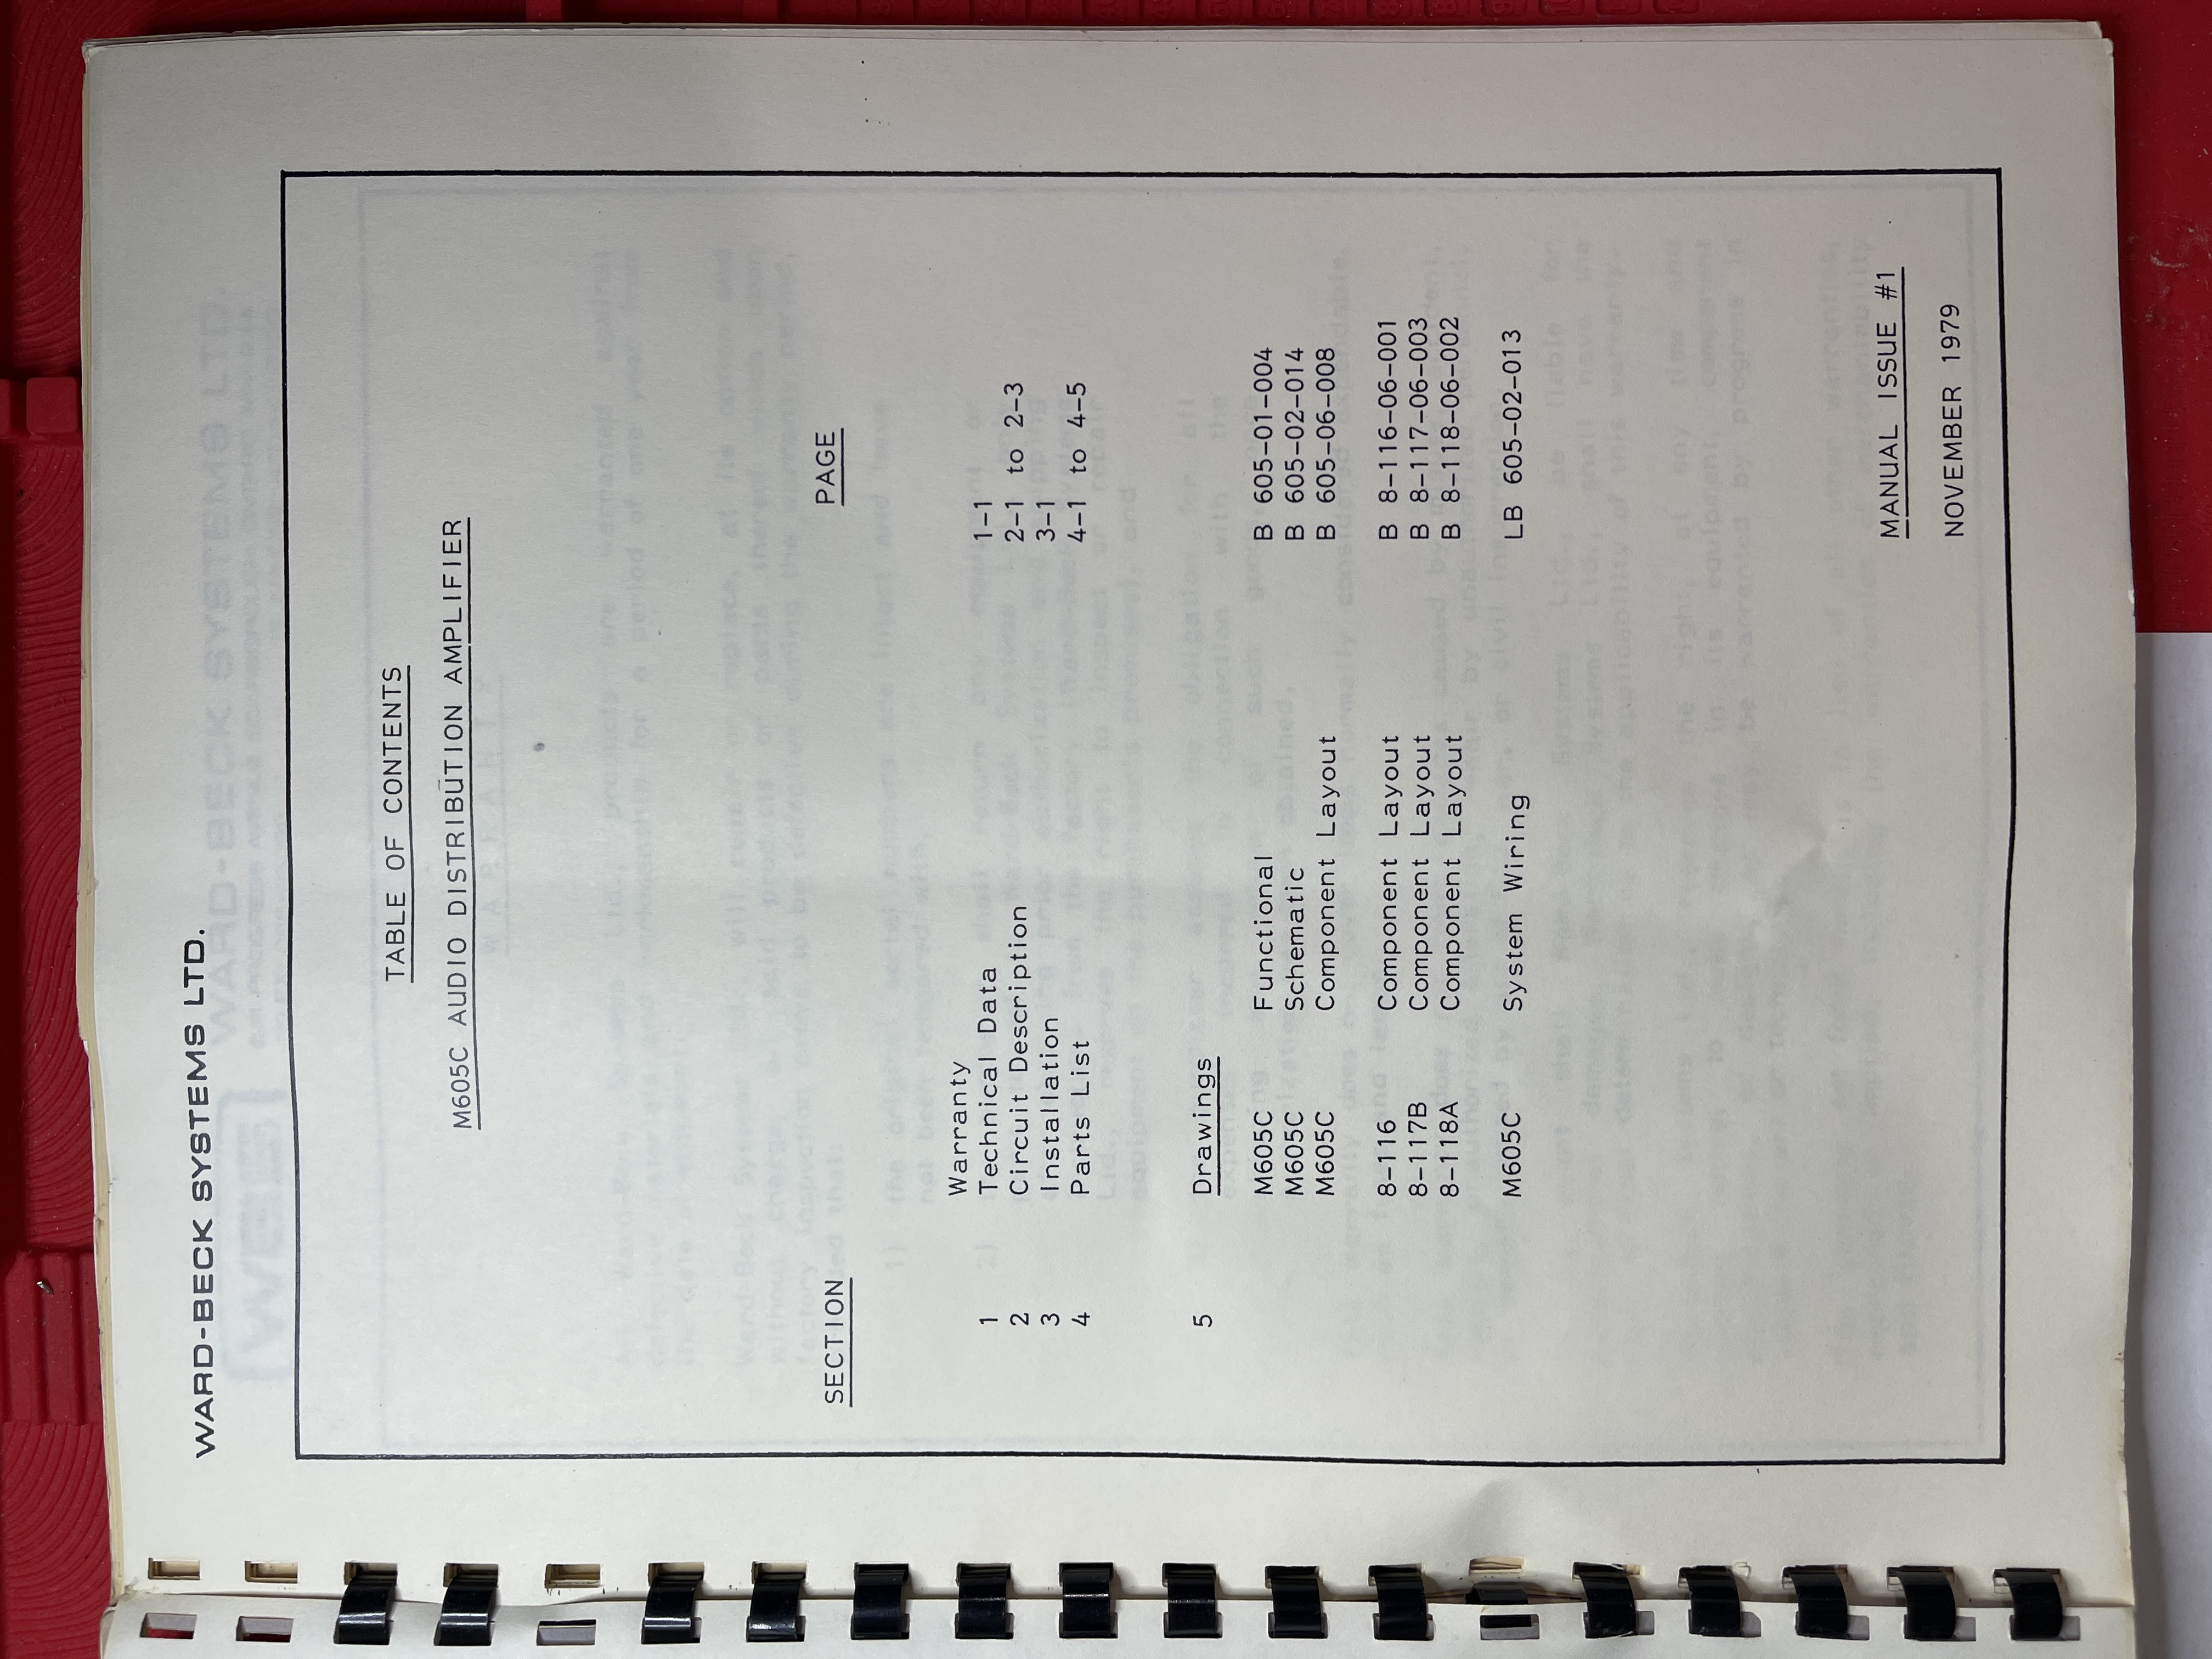 WARD-BECK SYSTEMS LTD.
TABLE OF CONTENTS
M605C AUDIO DISTRIBUTION AMPLIFIER
SECTION PAGE
Warranty
1 Technical Data 1-1
2 Circuit Description 2-1 to 2-3
3 Installation 3-1
4 Parts List 4-1 to 4-5
5 Drawings
M605C Functional B 605-01-004
M605C Schematic B 605-02-014
M605C Component Layout B 605-06-008
8-116 Component Layout B 8-116-06-001
8-117B Component Layout B 8-117-06-003
8-118A Component Layout B 8-118-06-002
M605C System Wiring LB 605-02-013
MANUAL ISSUE #1
NOVEMBER 1979